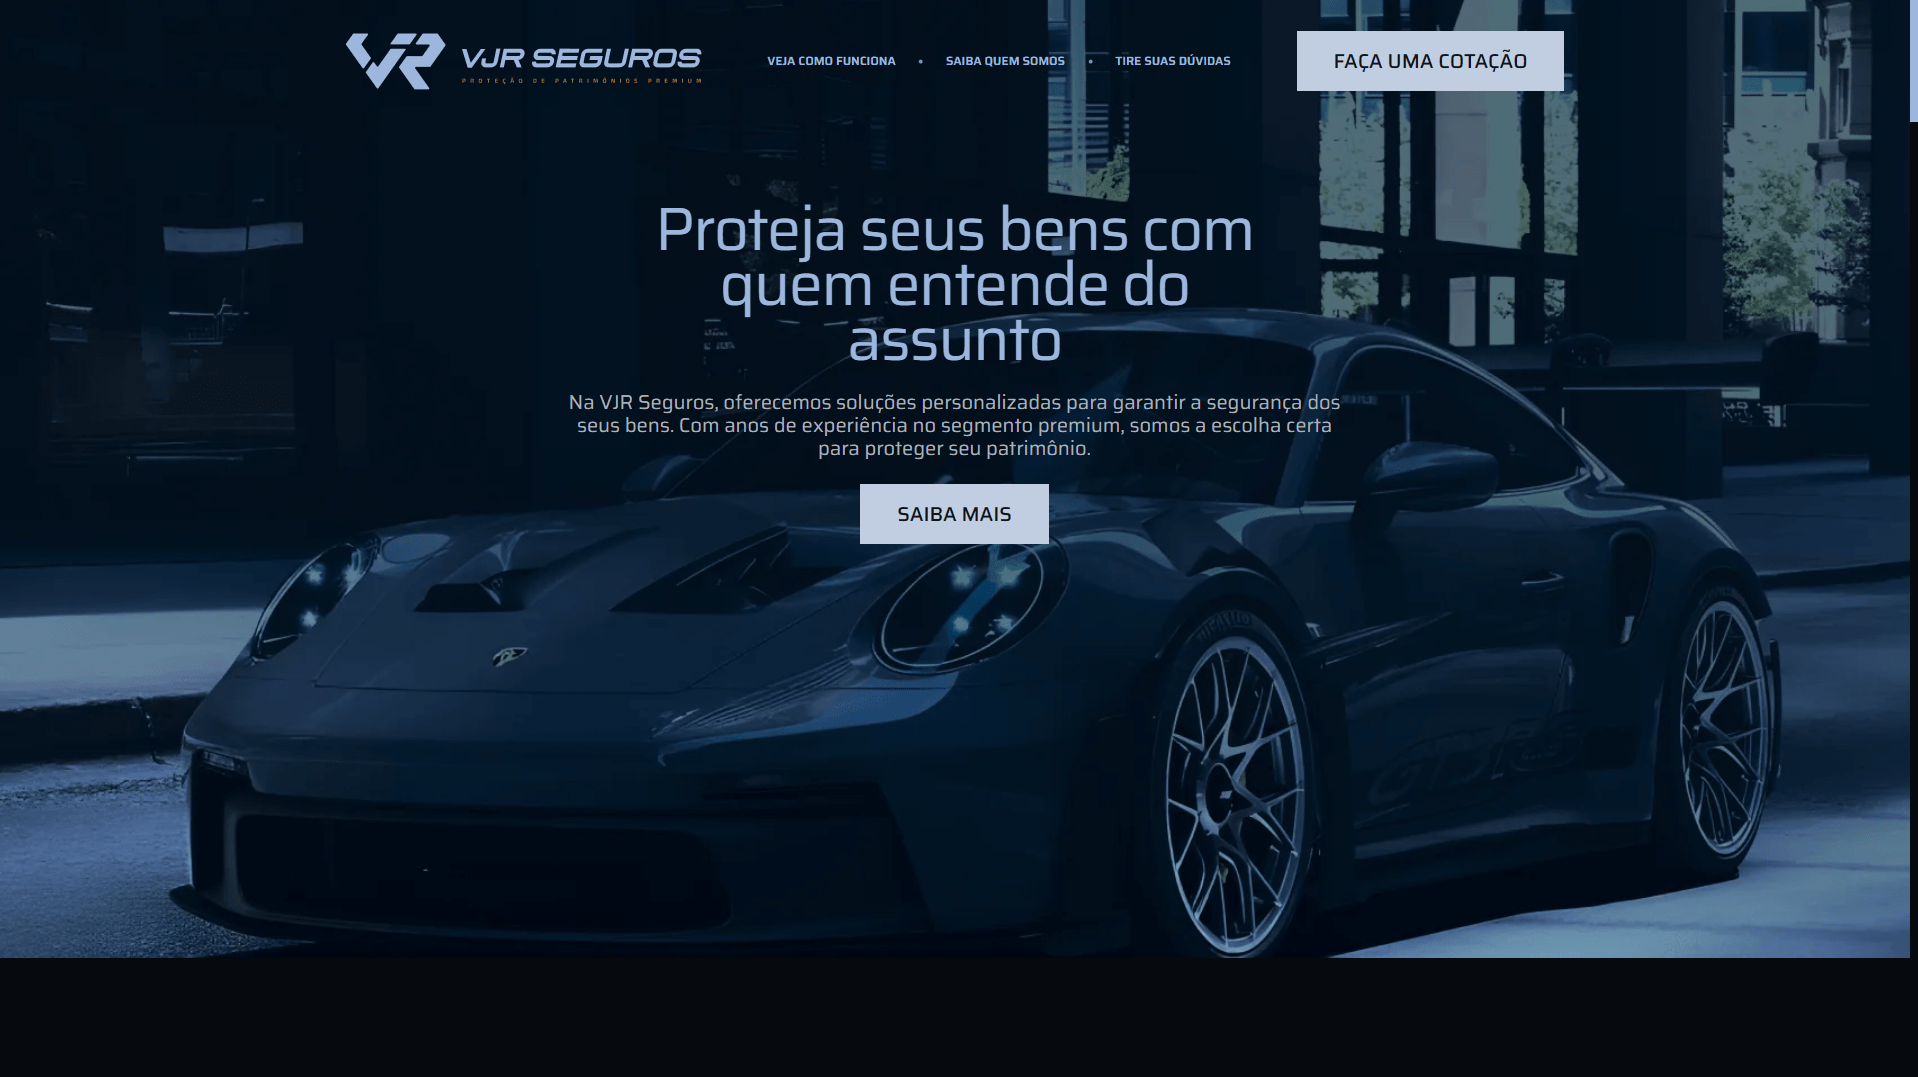 VJR SEGUROS
PROTEÇÃO DE PATRIMÔNIOS PREMIUM
VEJA COMO FUNCIONA • SAIBA QUEM SOMOS • TIRE SUAS DÚVIDAS
FAÇA UMA COTAÇÃO
Proteja seus bens com
quem entende do
assunto
Na VJR Seguros, oferecemos soluções personalizadas para garantir a segurança dos
seus bens. Com anos de experiência no segmento premium, somos a escolha certa
para proteger seu patrimônio.
SAIBA MAIS
GT3 RS